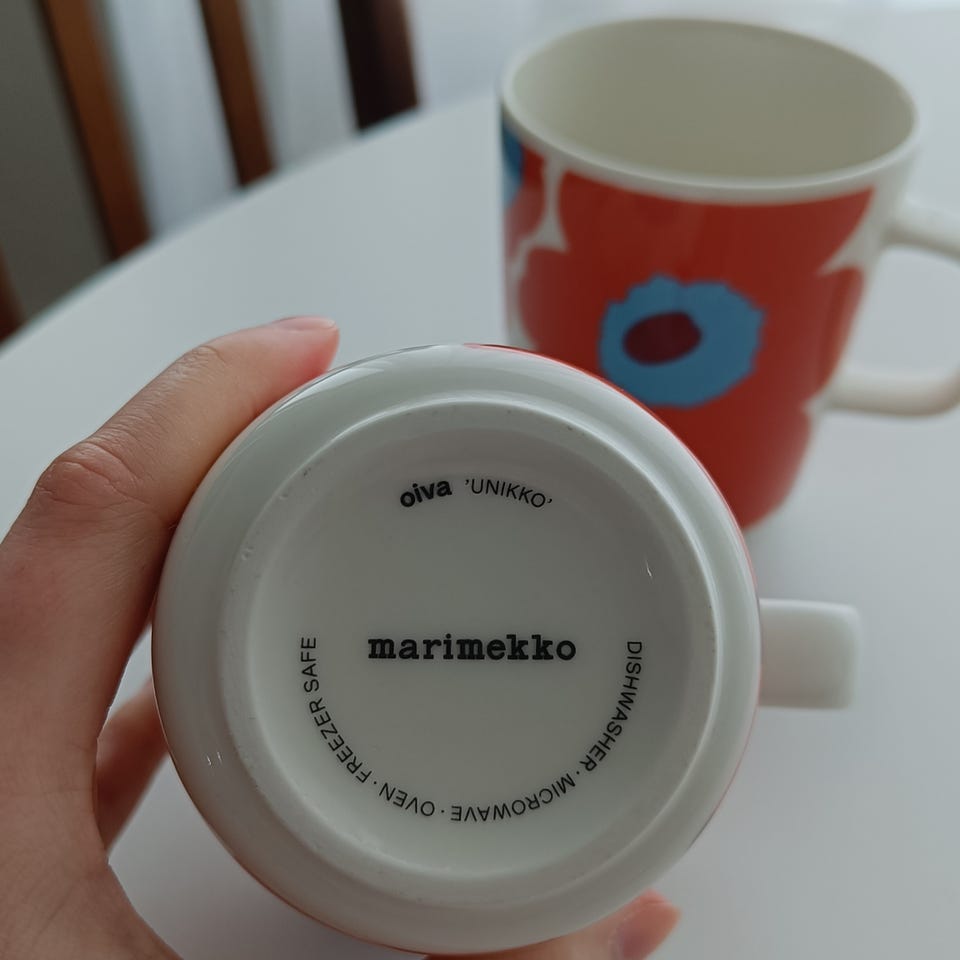 oiva 'UNIKKO'
marimekko
DISHWASHER · MICROWAVE · OVEN · FREEZER SAFE